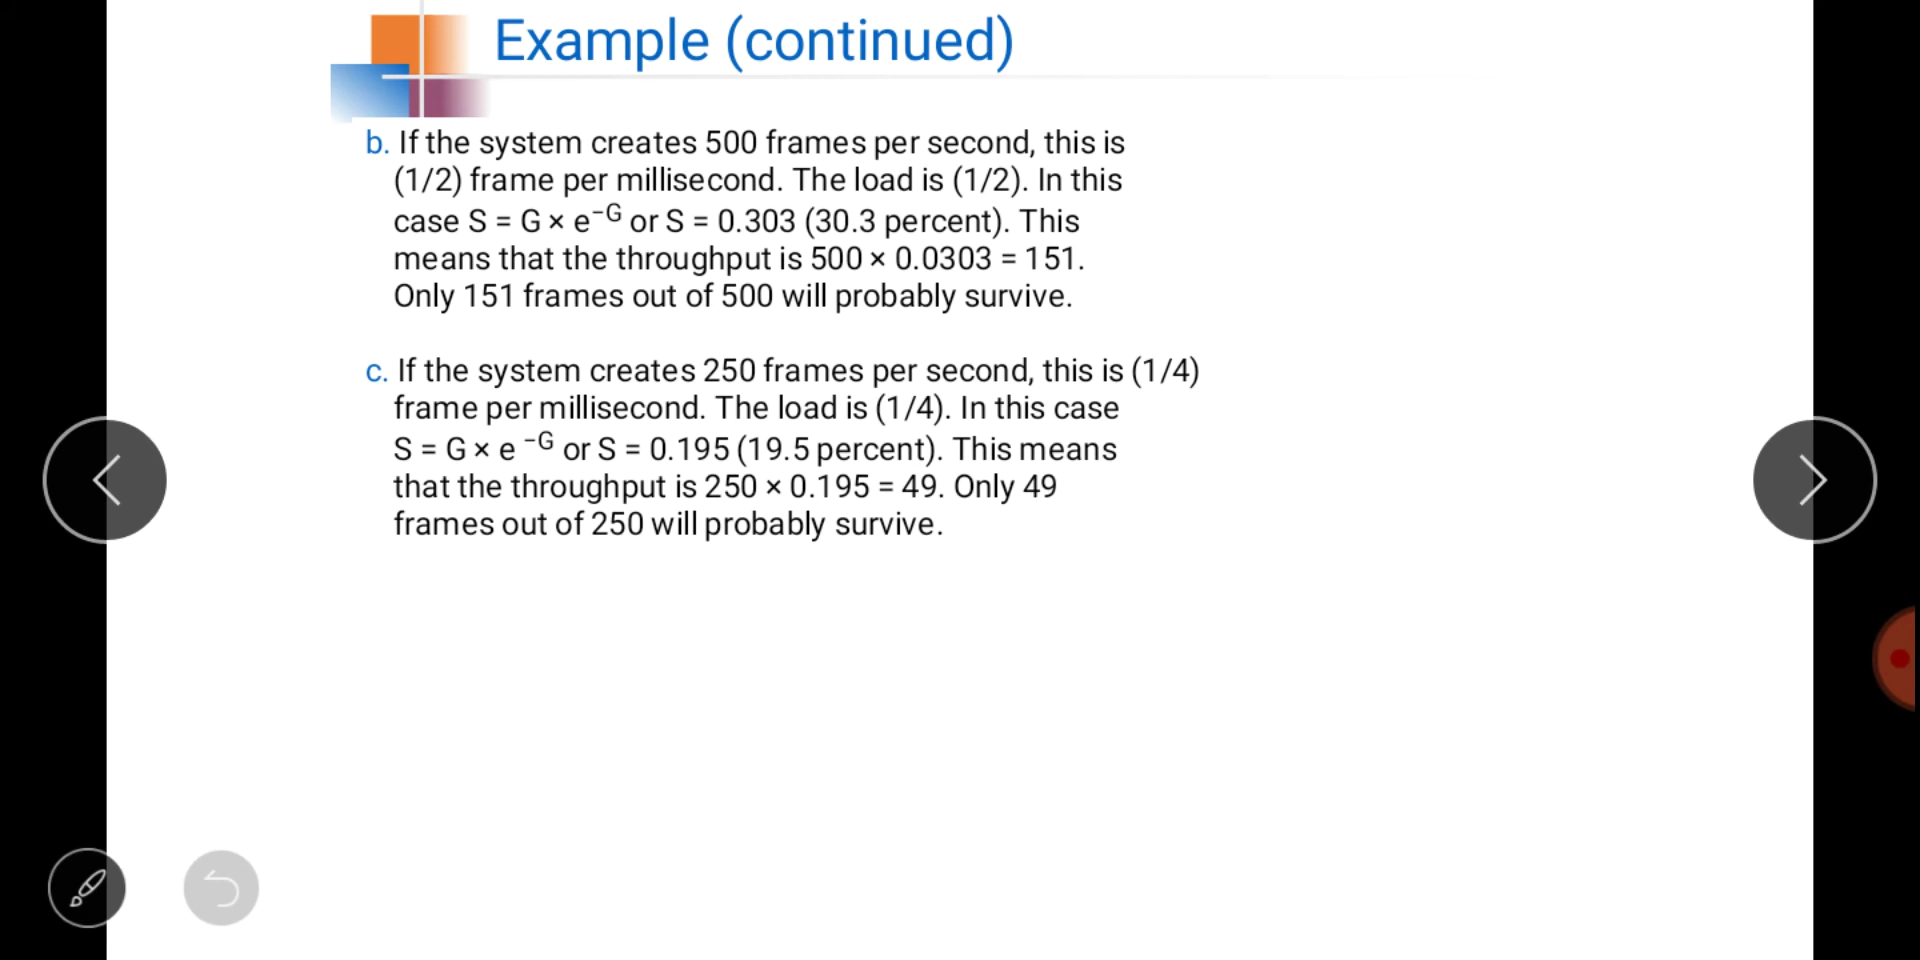 Example (continued)
b. If the system creates 500 frames per second, this is
(1/2) frame per millisecond. The load is (1/2). In this
case S = G × e⁻ᴳ or S = 0.303 (30.3 percent). This
means that the throughput is 500 × 0.0303 = 151.
Only 151 frames out of 500 will probably survive.
c. If the system creates 250 frames per second, this is (1/4)
frame per millisecond. The load is (1/4). In this case
S = G × e ⁻ᴳ or S = 0.195 (19.5 percent). This means
that the throughput is 250 × 0.195 = 49. Only 49
frames out of 250 will probably survive.